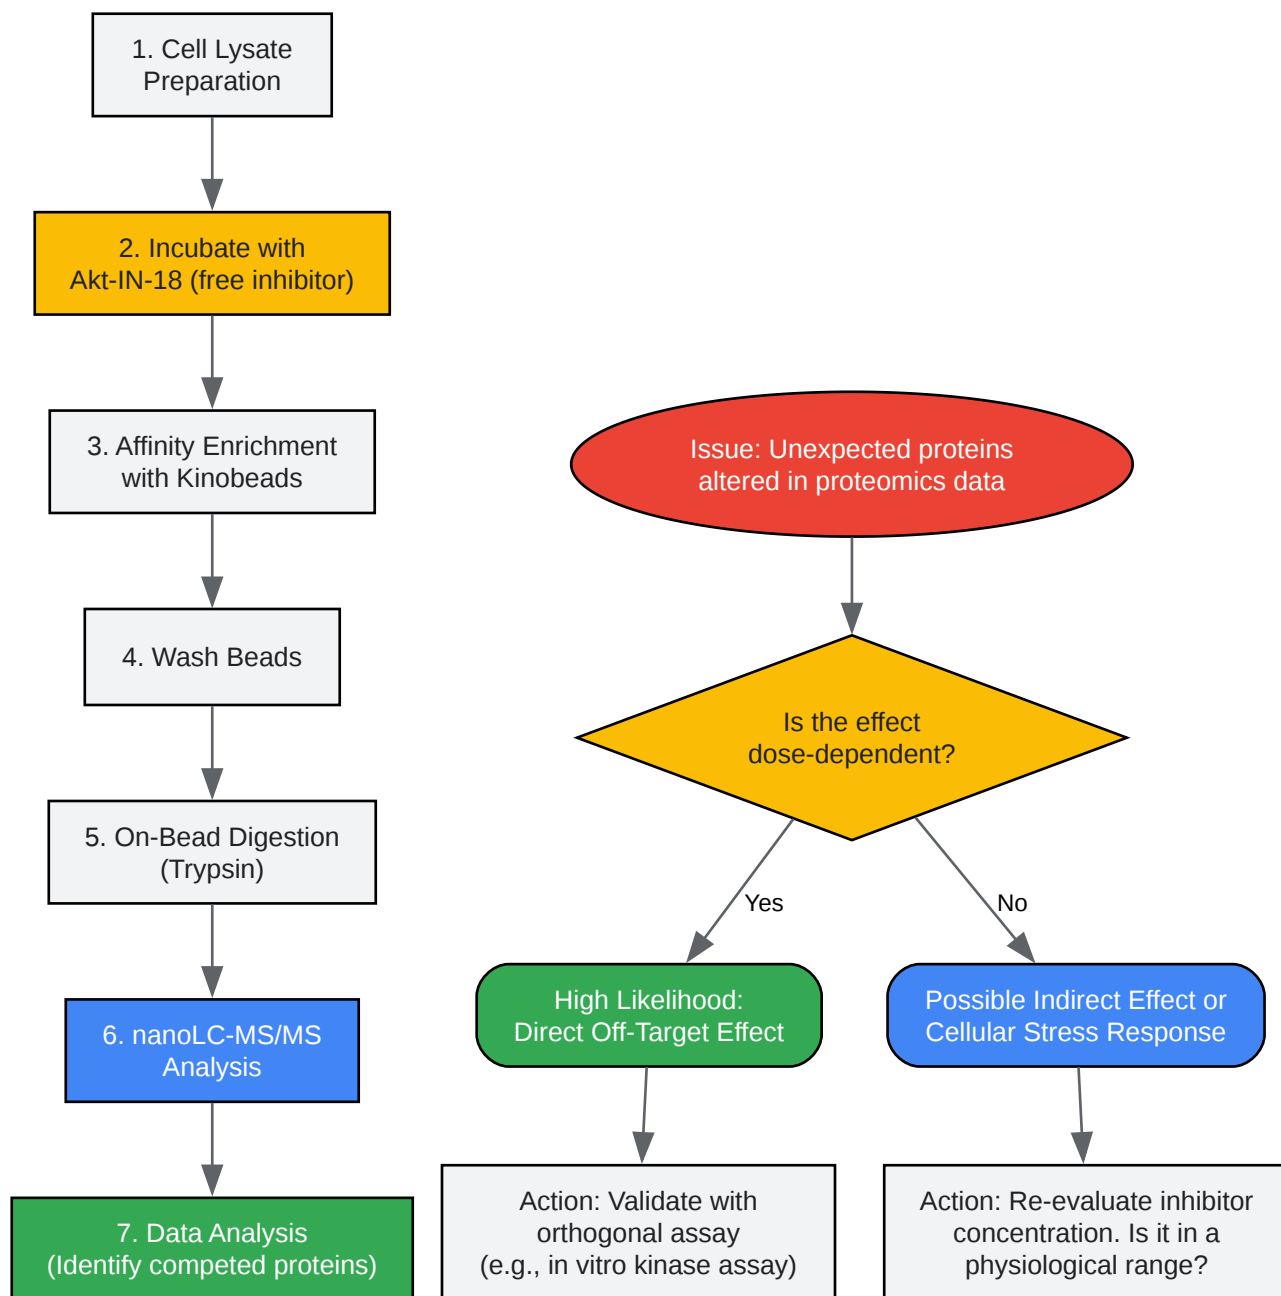 1. Cell Lysate
Preparation
2. Incubate with
Akt-IN-18 (free inhibitor)
3. Affinity Enrichment
with Kinobeads
4. Wash Beads
5. On-Bead Digestion
(Trypsin)
6. nanoLC-MS/MS
Analysis
7. Data Analysis
(Identify competed proteins)
Issue: Unexpected proteins
altered in proteomics data
Is the effect
dose-dependent?
Yes
No
High Likelihood:
Direct Off-Target Effect
Possible Indirect Effect or
Cellular Stress Response
Action: Validate with
orthogonal assay
(e.g., in vitro kinase assay)
Action: Re-evaluate inhibitor
concentration. Is it in a
physiological range?